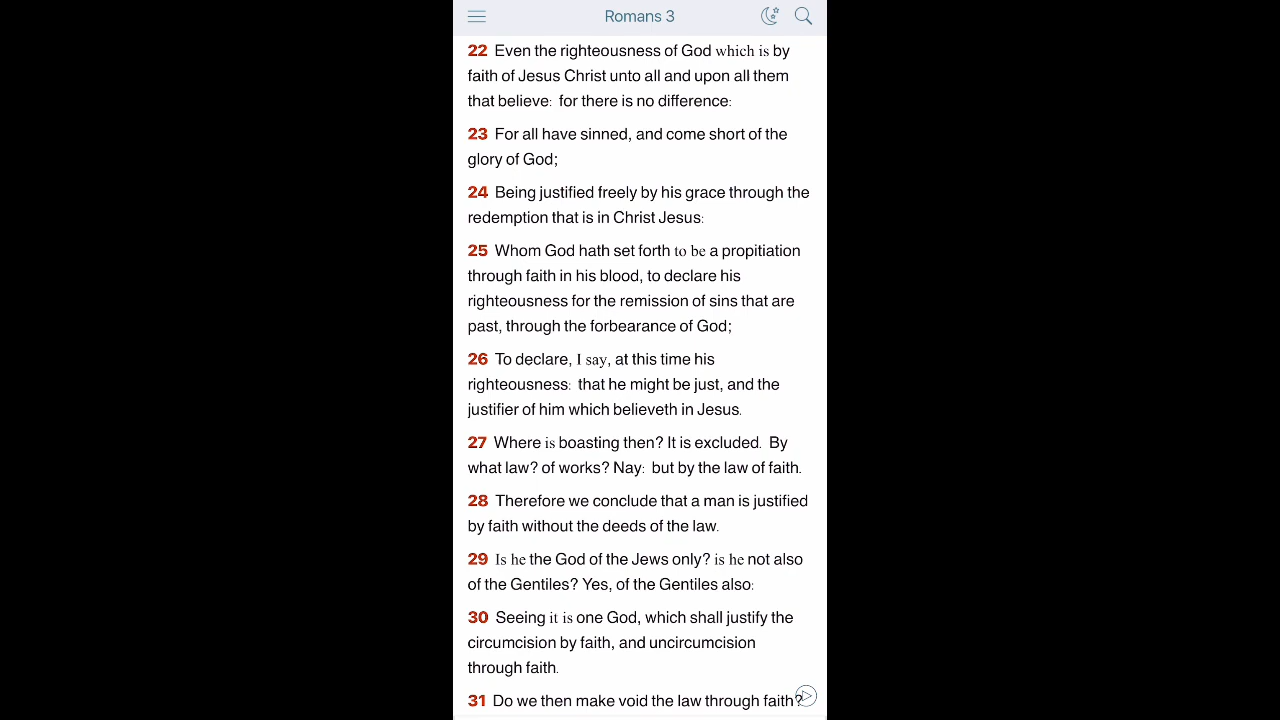 Romans 3
22 Even the righteousness of God which is by
faith of Jesus Christ unto all and upon all them
that believe: for there is no difference:
23 For all have sinned, and come short of the
glory of God;
24 Being justified freely by his grace through the
redemption that is in Christ Jesus:
25 Whom God hath set forth to be a propitiation
through faith in his blood, to declare his
righteousness for the remission of sins that are
past, through the forbearance of God;
26 To declare, I say, at this time his
righteousness: that he might be just, and the
justifier of him which believeth in Jesus.
27 Where is boasting then? It is excluded. By
what law? of works? Nay: but by the law of faith.
28 Therefore we conclude that a man is justified
by faith without the deeds of the law.
29 Is he the God of the Jews only? is he not also
of the Gentiles? Yes, of the Gentiles also:
30 Seeing it is one God, which shall justify the
circumcision by faith, and uncircumcision
through faith.
31 Do we then make void the law through faith?